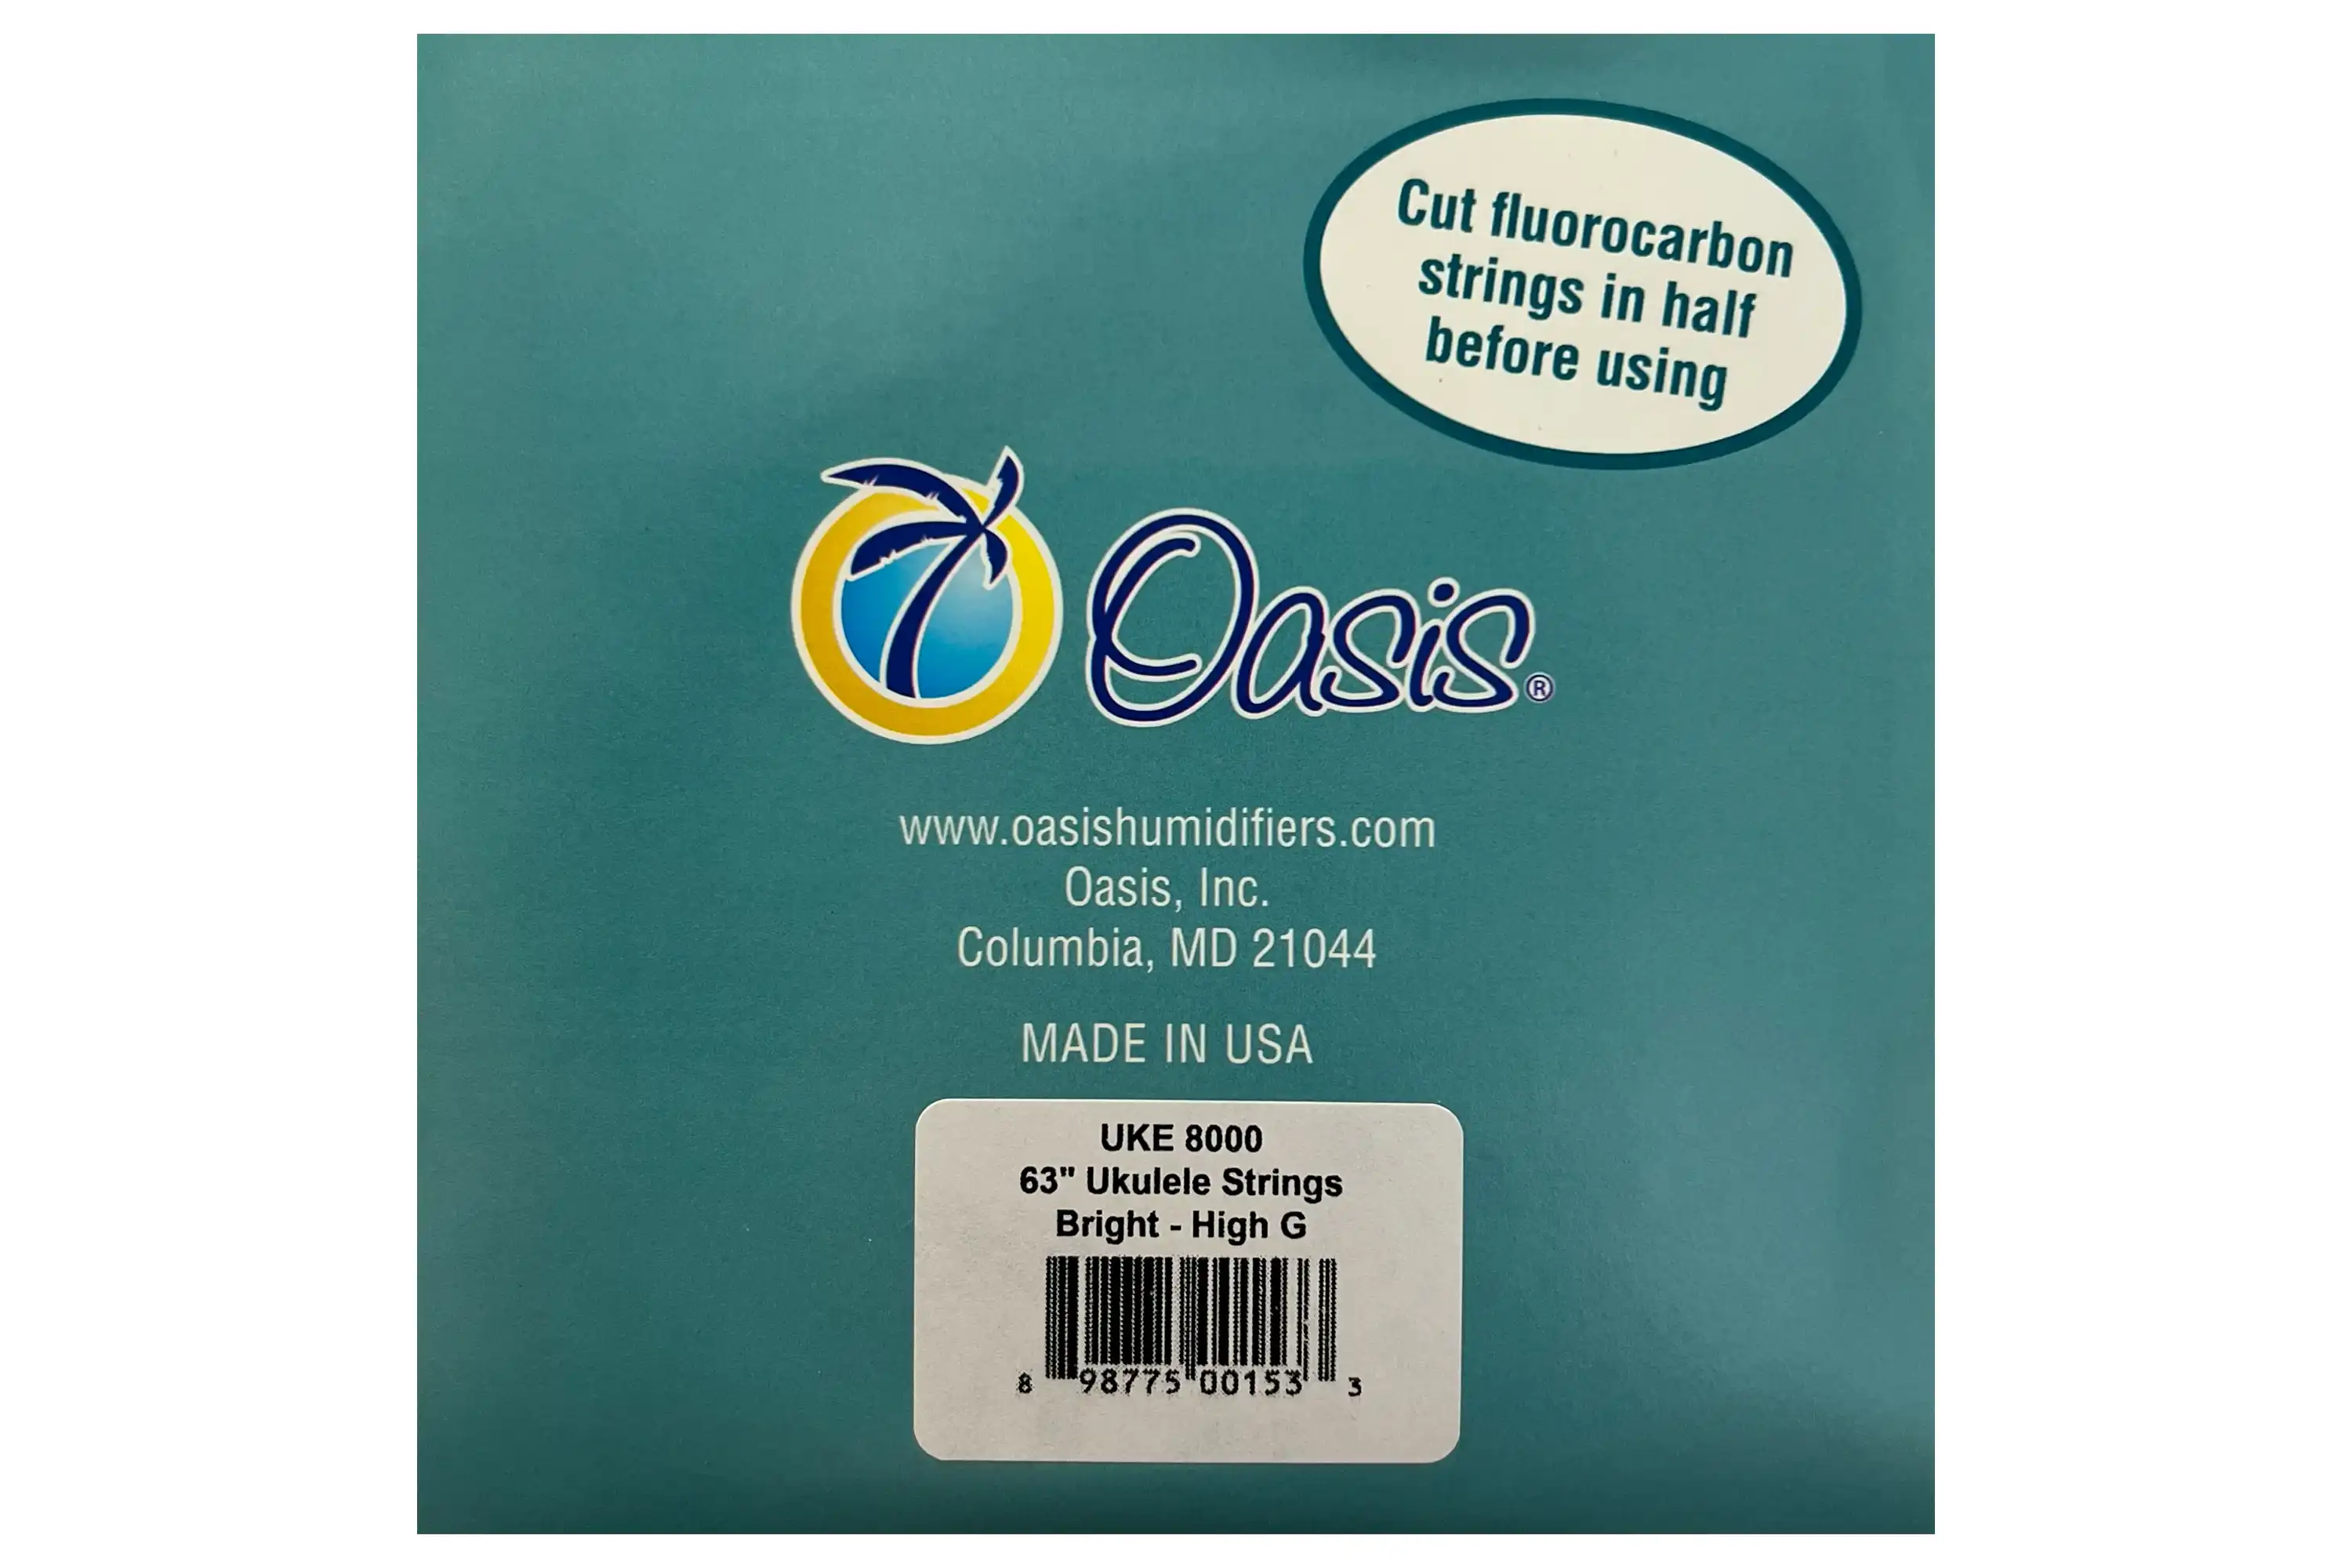 Cut fluorocarbon
strings in half
before using
Oasis®
www.oasishumidifiers.com
Oasis, Inc.
Columbia, MD 21044
MADE IN USA
UKE 8000
63" Ukulele Strings
Bright - High G
8 98775 00153 3